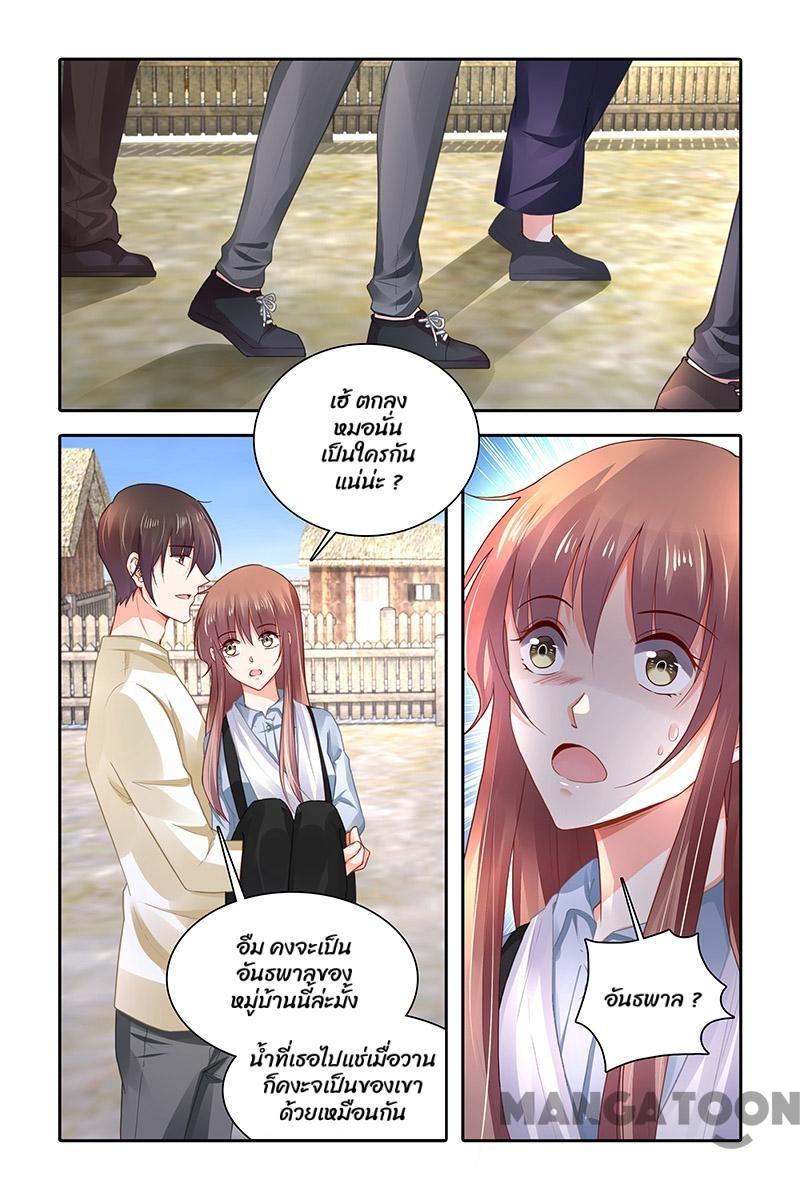 เฮ้ ตกลง
หมอนั่น
เป็นใครกัน
แน่น่ะ ?
อืม คงจะเป็น
อันธพาลของ
หมู่บ้านนี้ล่ะมั้ง
น้ำที่เธอไปแช่เมื่อวาน
ก็คงะจเป็นของเขา
ด้วยเหมือนกัน
อันธพาล ?
MANGATOON